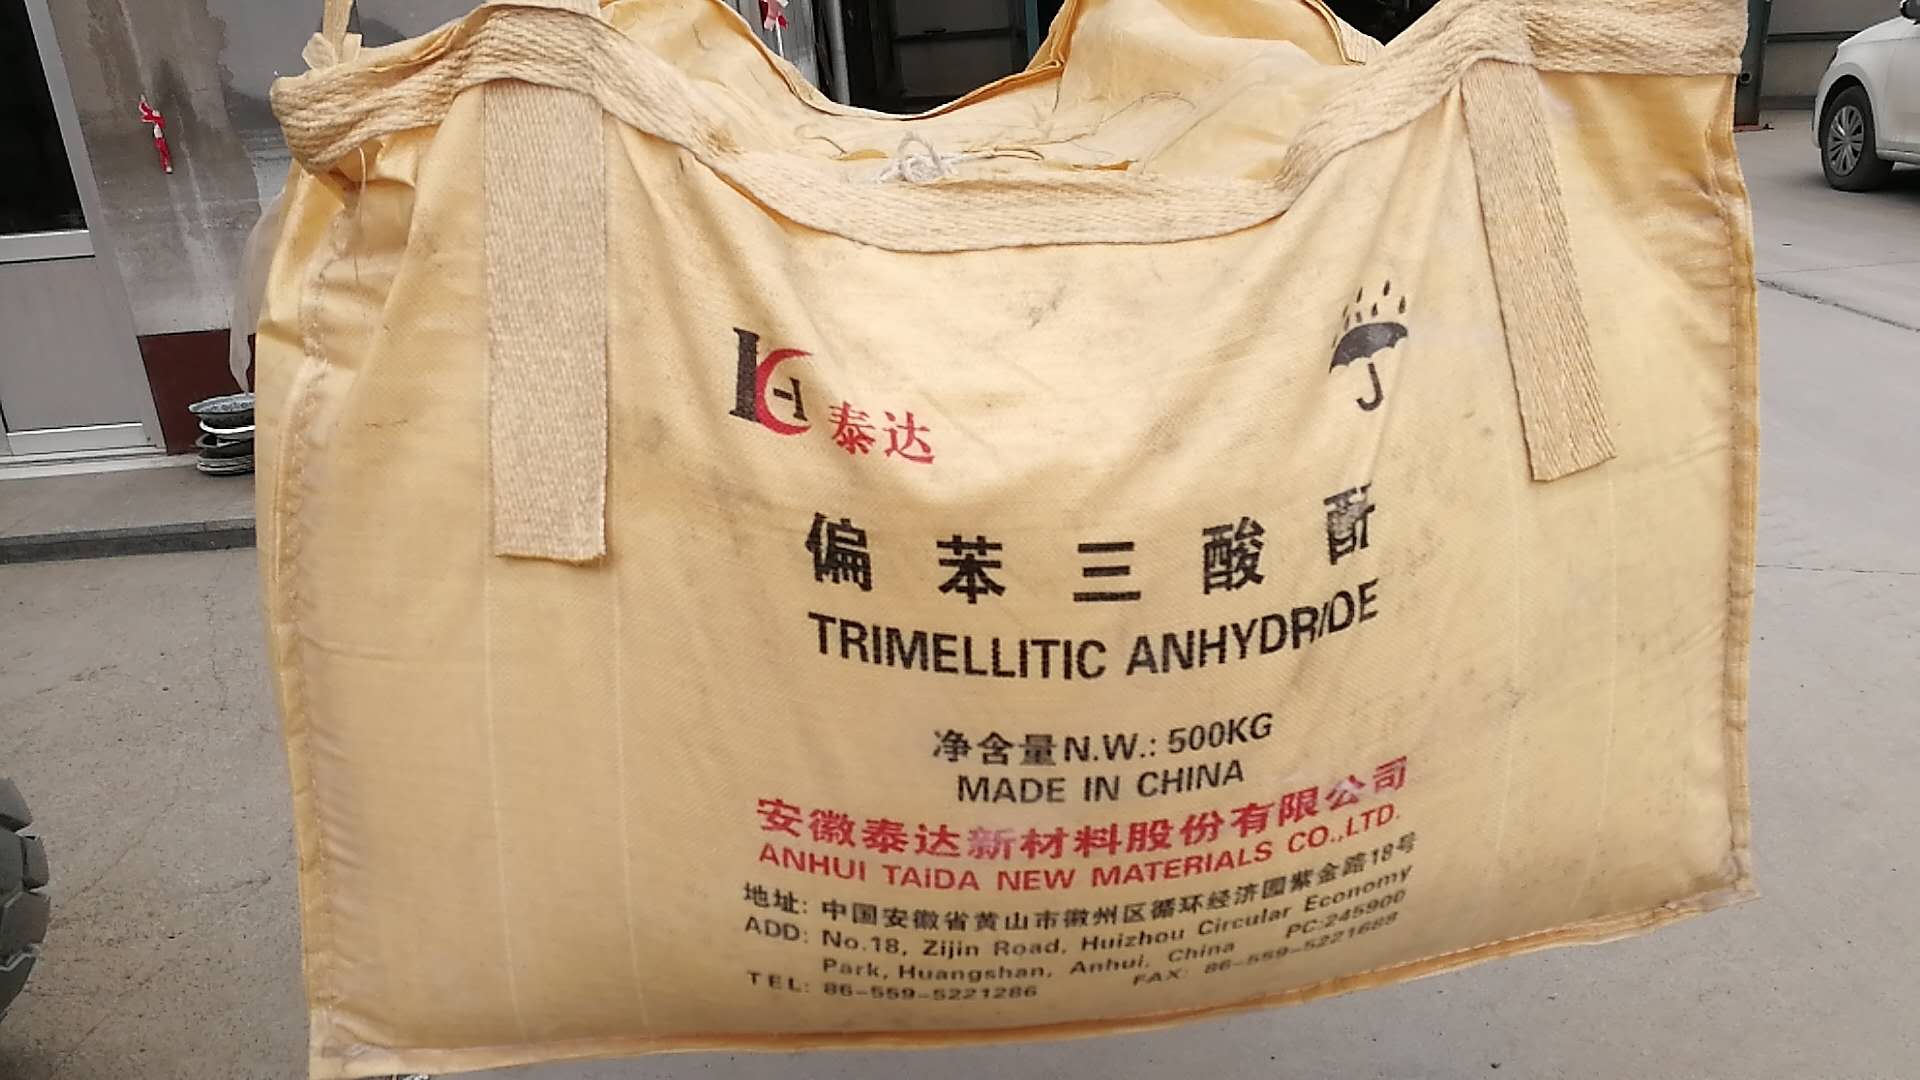 泰达
偏苯三酸酐
TRIMELLITIC ANHYDRIDE
净含量N.W.: 500KG
MADE IN CHINA
安徽泰达新材料股份有限公司
ANHUI TAIDA NEW MATERIALS CO.,LTD.
地址: 中国安徽省黄山市徽州区循环经济园紫金路18号
ADD: No.18, Zijin Road, Huizhou Circular Economy
Park, Huangshan, Anhui, China PC:245900
TEL: 86-559-5221286 FAX: 86-559-5221688